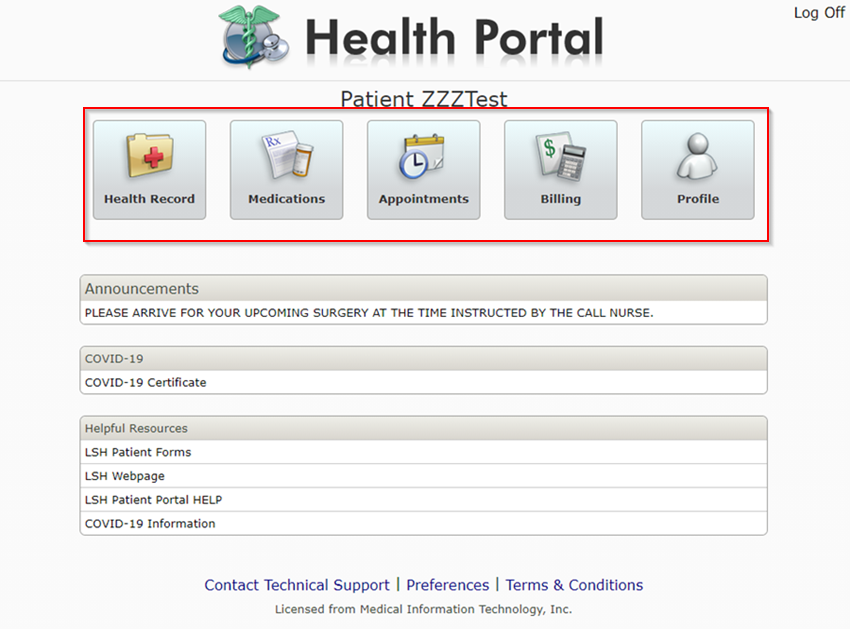 Log Off
Health Portal
Patient ZZZTest
Rx
$
Health Record
Medications
Appointments
Billing
Profile
Announcements
PLEASE ARRIVE FOR YOUR UPCOMING SURGERY AT THE TIME INSTRUCTED BY THE CALL NURSE.
COVID-19
COVID-19 Certificate
Helpful Resources
LSH Patient Forms
LSH Webpage
LSH Patient Portal HELP
COVID-19 Information
Contact Technical Support | Preferences | Terms & Conditions
Licensed from Medical Information Technology, Inc.